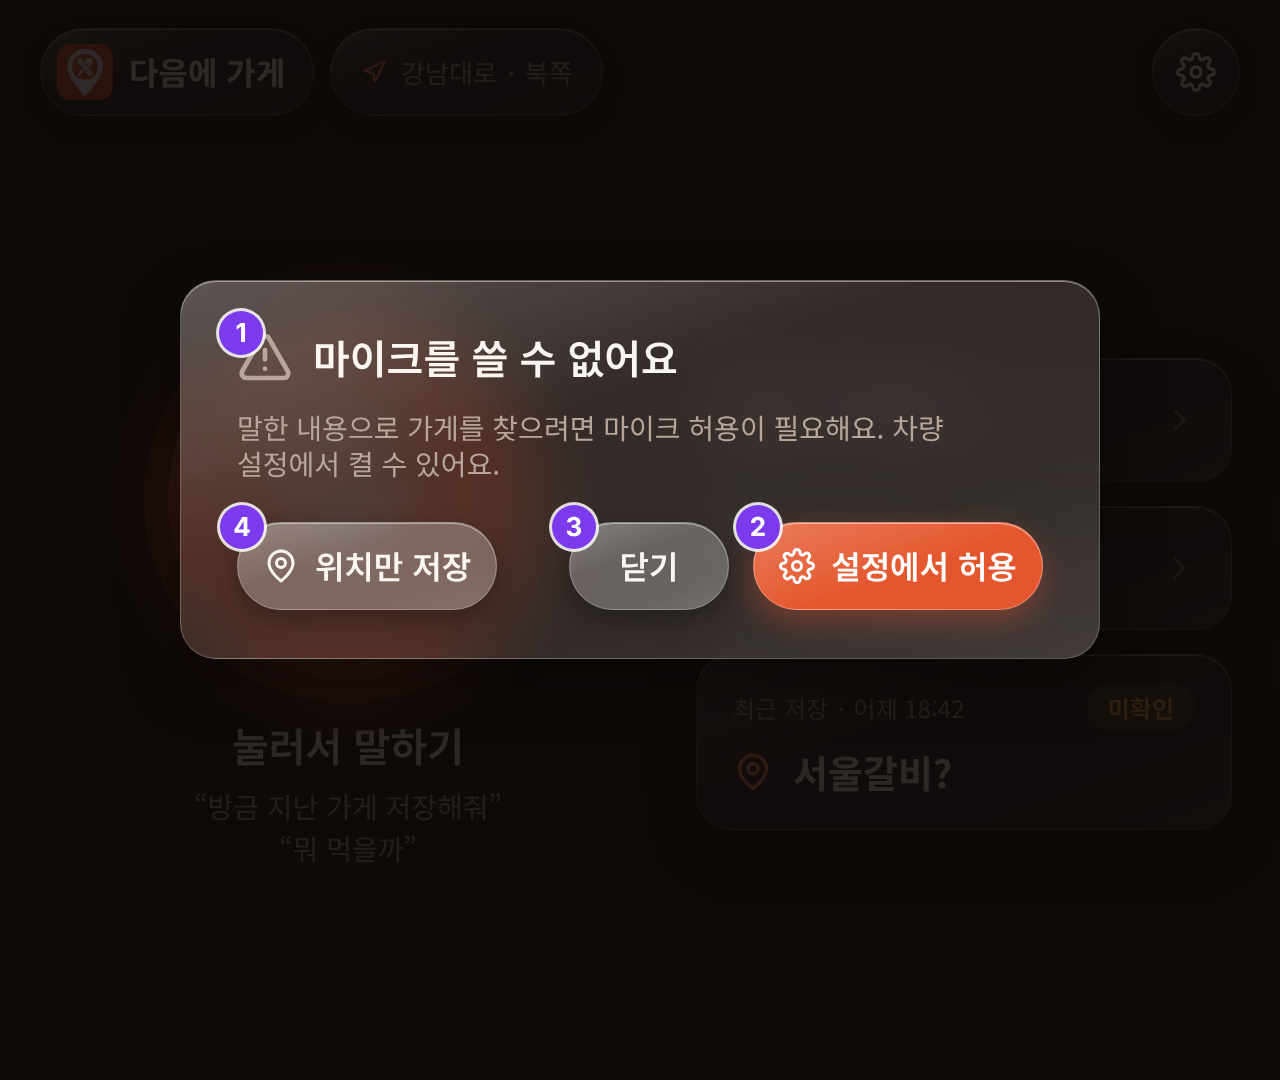 다음에 가게
강남대로 · 북쪽
1
마이크를 쓸 수 없어요
말한 내용으로 가게를 찾으려면 마이크 허용이 필요해요. 차량
설정에서 켤 수 있어요.
4
위치만 저장
3
닫기
2
설정에서 허용
최근 저장 · 어제 18:42
미확인
서울갈비?
눌러서 말하기
“방금 지난 가게 저장해줘”
“뭐 먹을까”